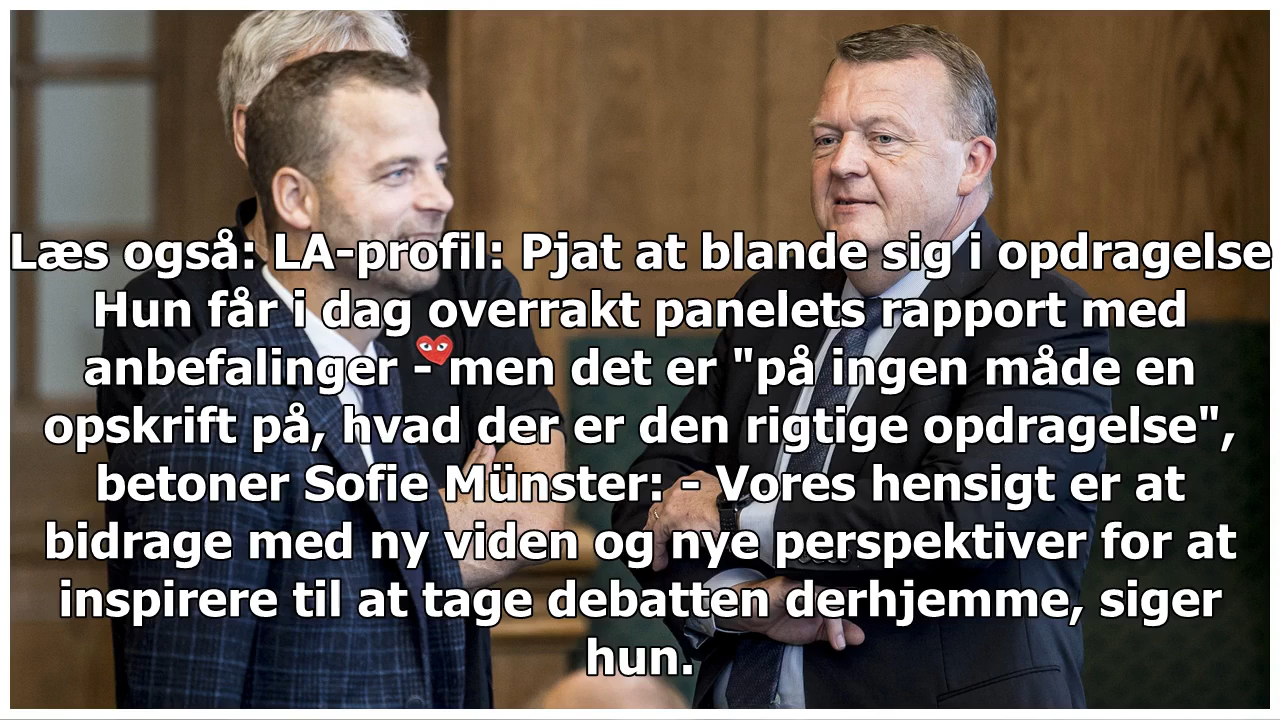 Læs også: LA-profil: Pjat at blande sig i opdragelse
Hun får i dag overrakt panelets rapport med
anbefalinger - men det er "på ingen måde en
opskrift på, hvad der er den rigtige opdragelse",
betoner Sofie Münster: - Vores hensigt er at
bidrage med ny viden og nye perspektiver for at
inspirere til at tage debatten derhjemme, siger
hun.